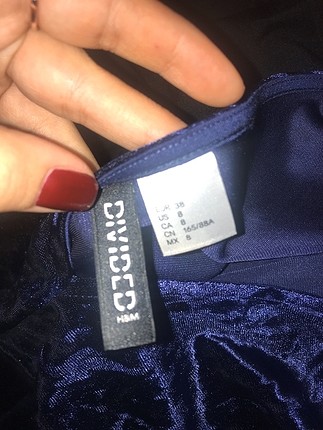 DIVIDED
H&M
EUR 38
US 8
CA 8
CN 165/88A
MX 8